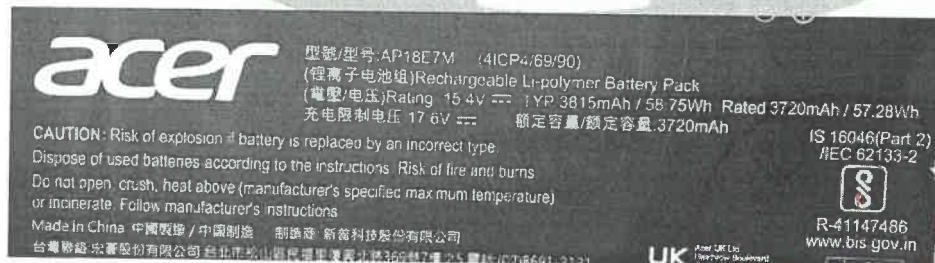 acer
型號/型号:AP18E7M (4ICP4/69/90)
(锂离子电池组)Rechargeable Li-polymer Battery Pack
(電壓/电压)Rating 15.4V ⎓ TYP 3815mAh / 58.75Wh Rated 3720mAh / 57.28Wh
充电限制电压 17.6V ⎓ 額定容量/额定容量:3720mAh
CAUTION: Risk of explosion if battery is replaced by an incorrect type
Dispose of used batteries according to the instructions. Risk of fire and burns
Do not open, crush, heat above (manufacturer's specified maximum temperature)
or incinerate. Follow manufacturer's instructions
Made in China 中國製造 / 中国制造 制造商 新普科技股份有限公司
台灣聯絡 宏碁股份有限公司
IS 16046(Part 2)
/IEC 62133-2
R-41147486
www.bis.gov.in
UK
Acer UK Ltd